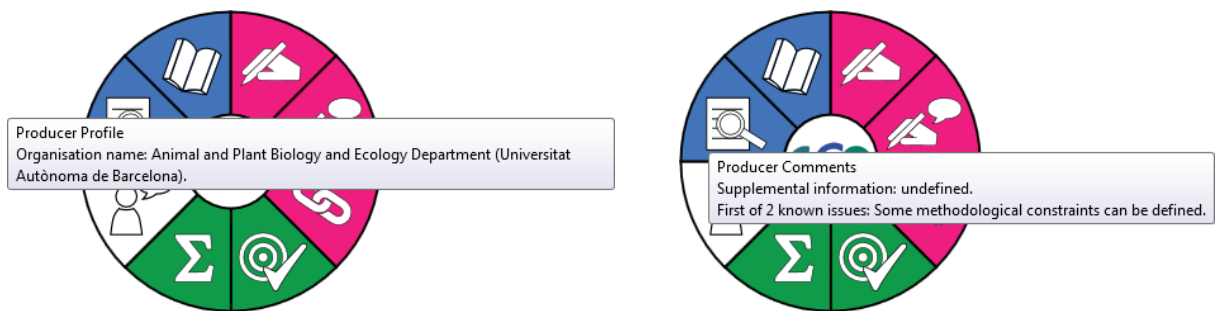 Producer Profile
Organisation name: Animal and Plant Biology and Ecology Department (Universitat
Autònoma de Barcelona).
Σ
Producer Comments
Supplemental information: undefined.
First of 2 known issues: Some methodological constraints can be defined.
Σ